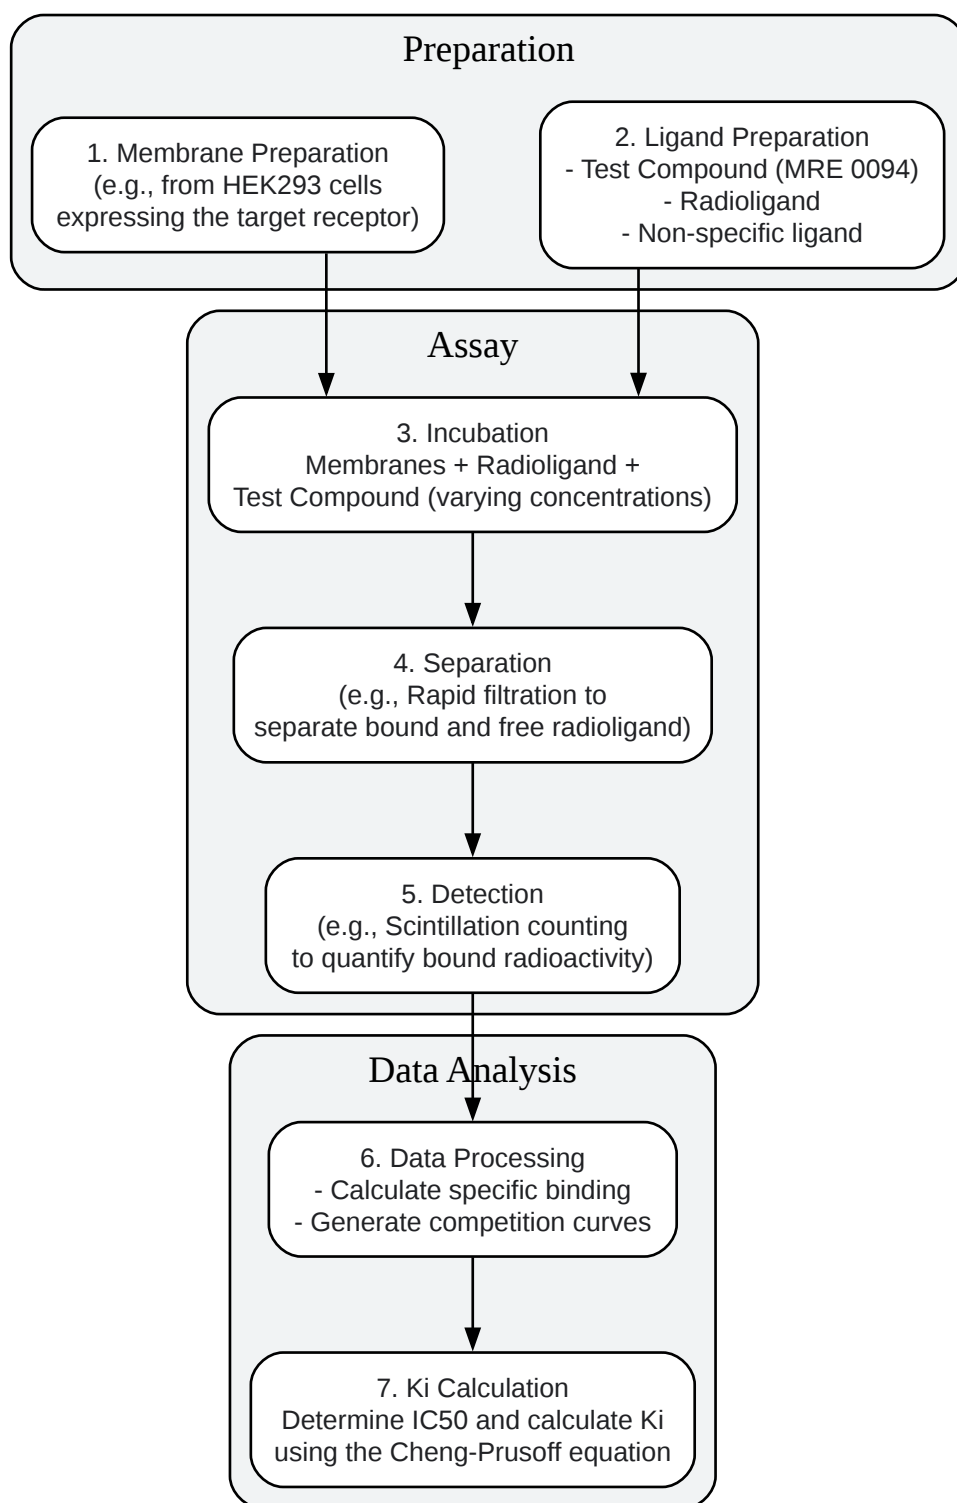 Preparation
1. Membrane Preparation
(e.g., from HEK293 cells
expressing the target receptor)
2. Ligand Preparation
- Test Compound (MRE 0094)
- Radioligand
- Non-specific ligand
Assay
3. Incubation
Membranes + Radioligand +
Test Compound (varying concentrations)
4. Separation
(e.g., Rapid filtration to
separate bound and free radioligand)
5. Detection
(e.g., Scintillation counting
to quantify bound radioactivity)
Data Analysis
6. Data Processing
- Calculate specific binding
- Generate competition curves
7. Ki Calculation
Determine IC50 and calculate Ki
using the Cheng-Prusoff equation